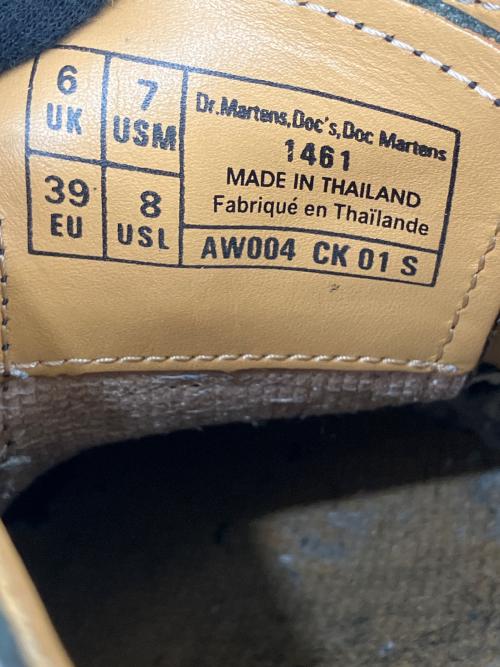 6
UK
7
USM
39
EU
8
USL
Dr.Martens,Doc's,Doc Martens
1461
MADE IN THAILAND
Fabriqué en Thaïlande
AW004 CK 01 S